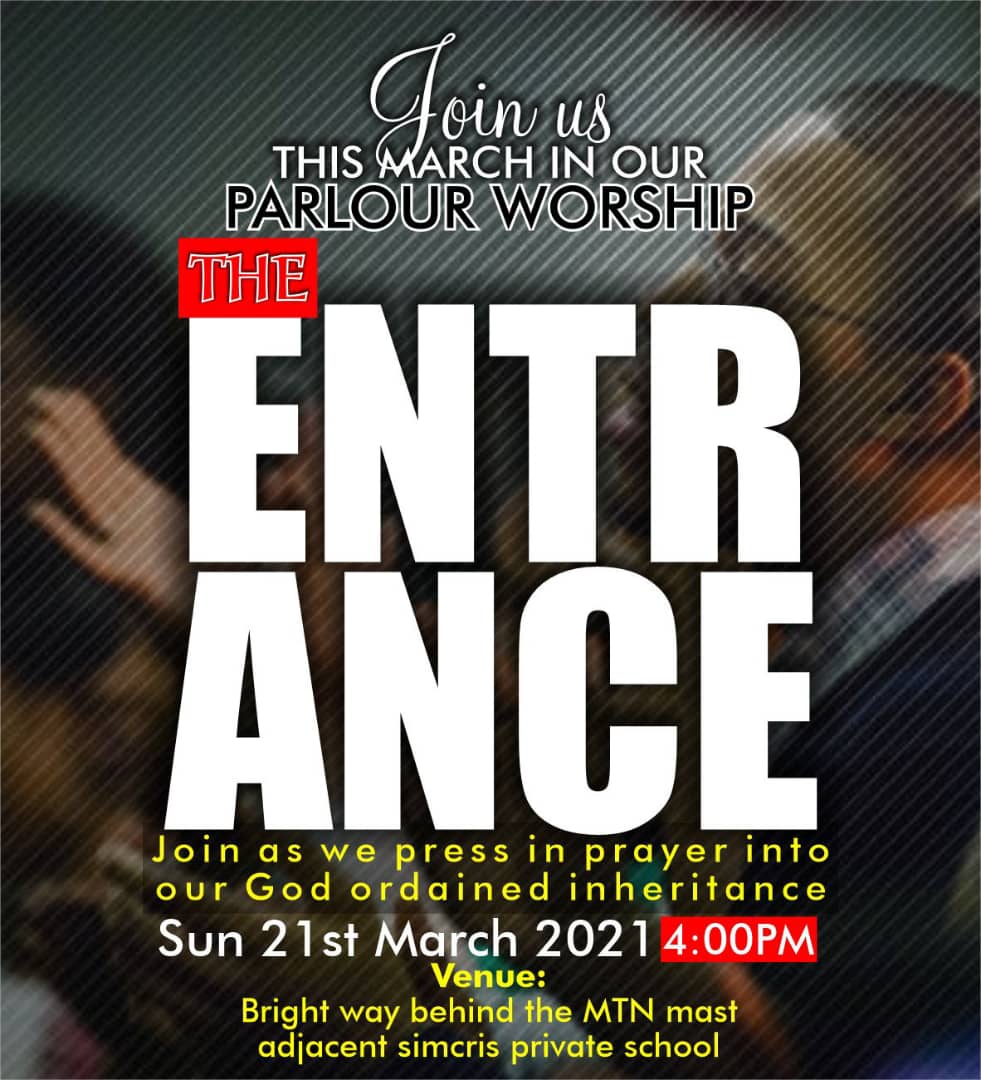 Join us
THIS MARCH IN OUR
PARLOUR WORSHIP
THE
ENTR
ANCE
Join as we press in prayer into
our God ordained inheritance
Sun 21st March 2021 4:00PM
Venue:
Bright way behind the MTN mast
adjacent simcris private school